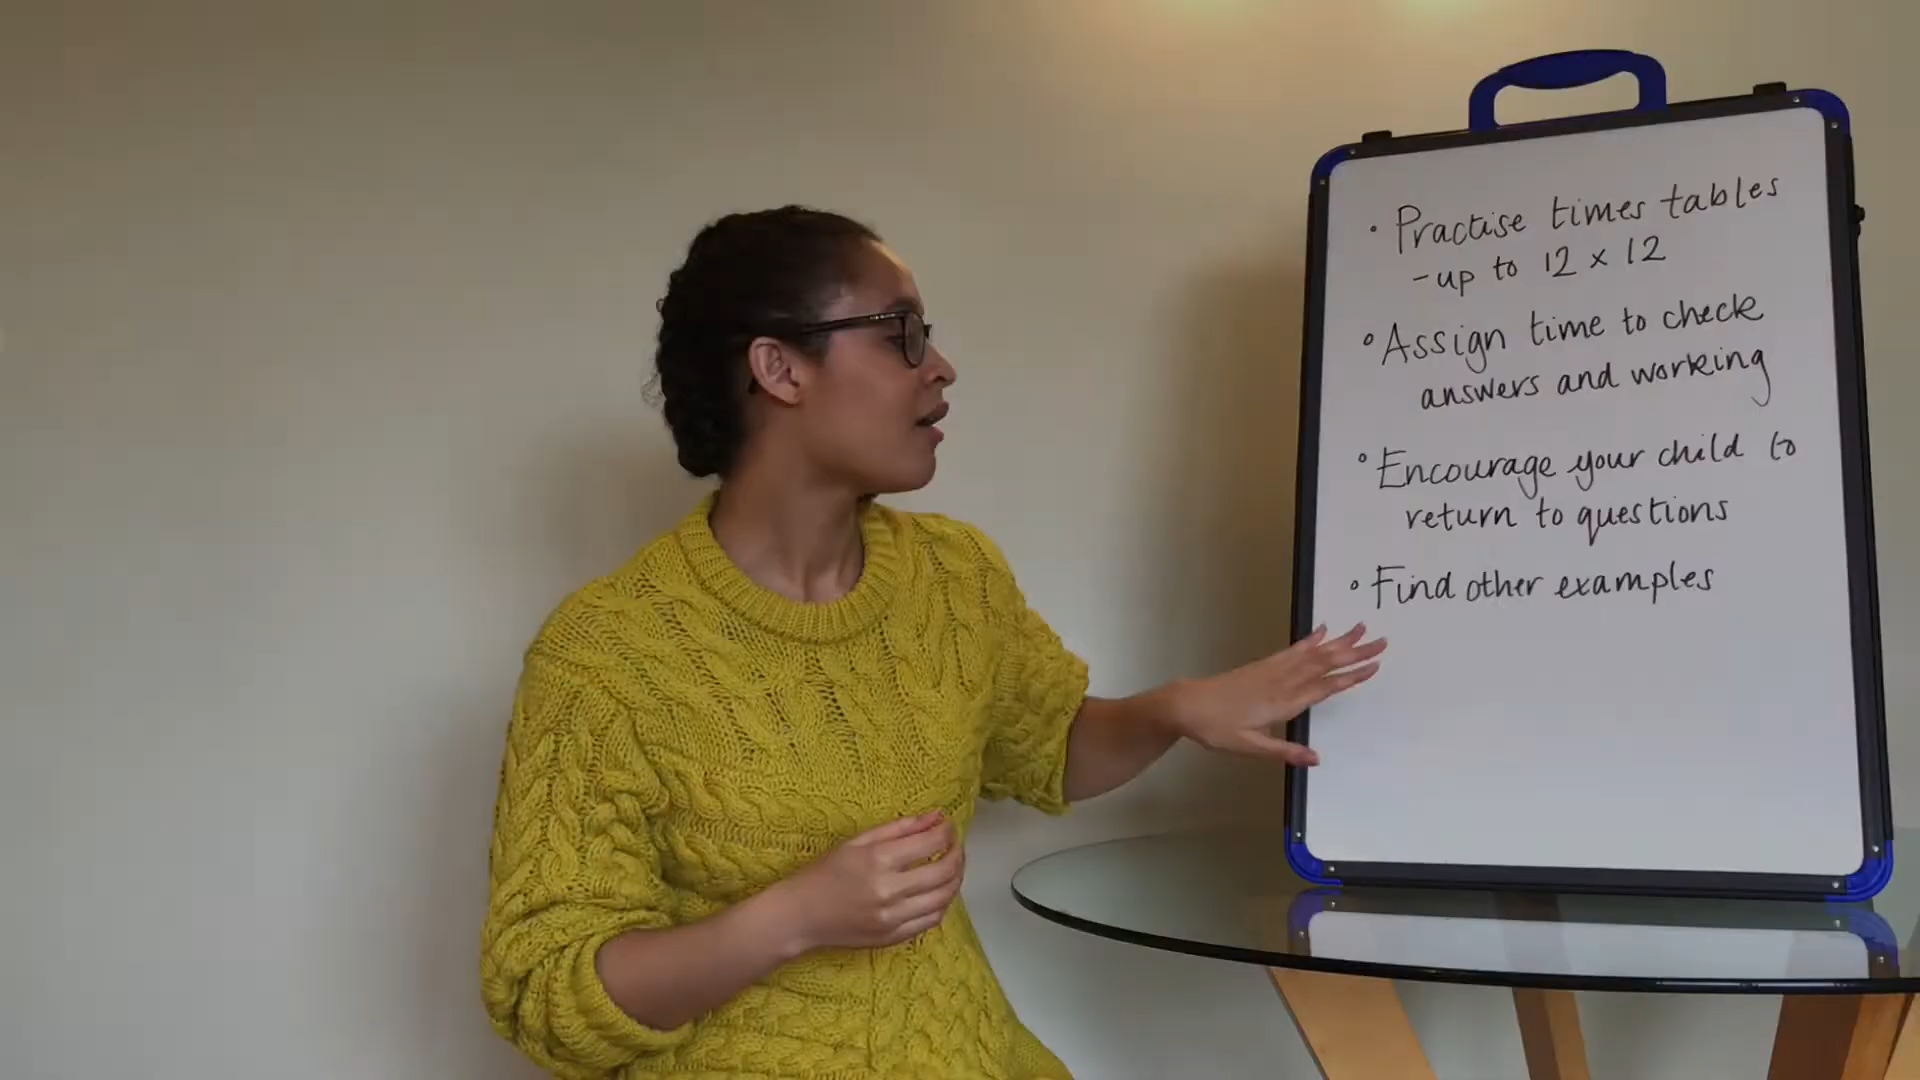 • Practise times tables
- up to 12 x 12
• Assign time to check
answers and working
• Encourage your child to
return to questions
• Find other examples